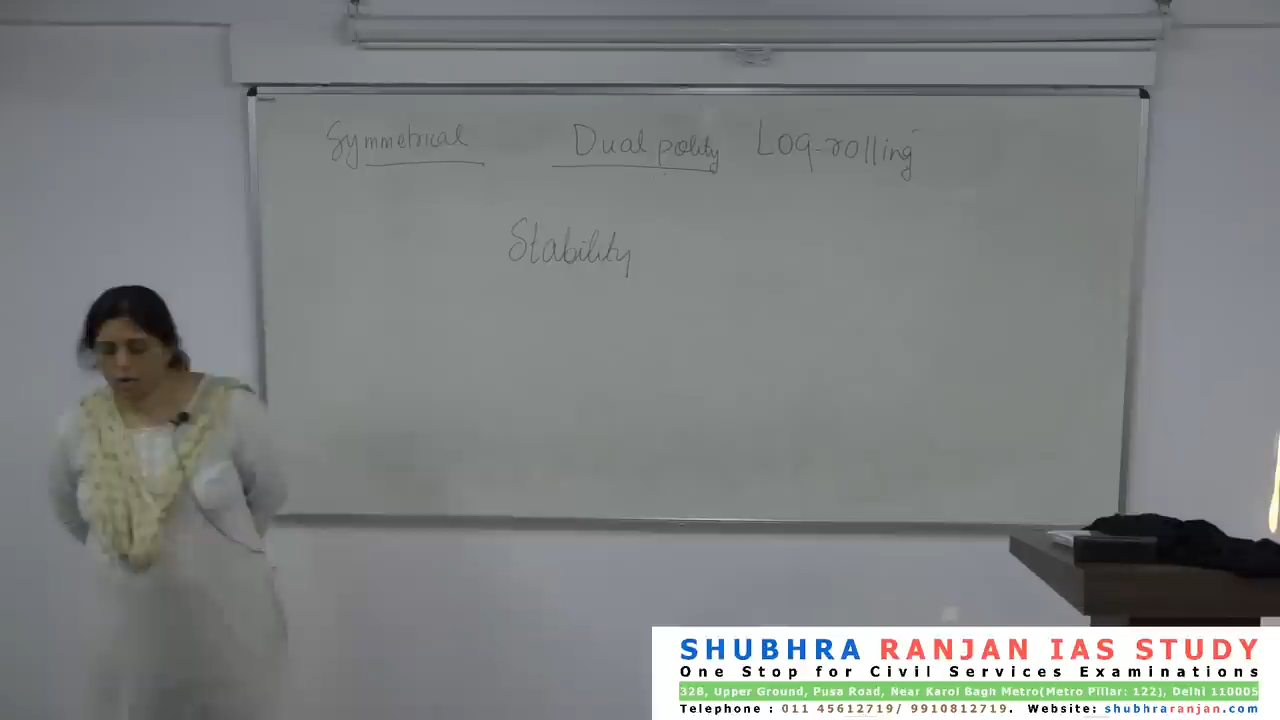 Symmetrical Dual polity Log-rolling
Stability
SHUBHRA RANJAN IAS STUDY
One Stop for Civil Services Examinations
32B, Upper Ground, Pusa Road, Near Karol Bagh Metro(Metro Pillar: 122), Delhi 110005
Telephone : 011 45612719/ 9910812719. Website: shubhraranjan.com